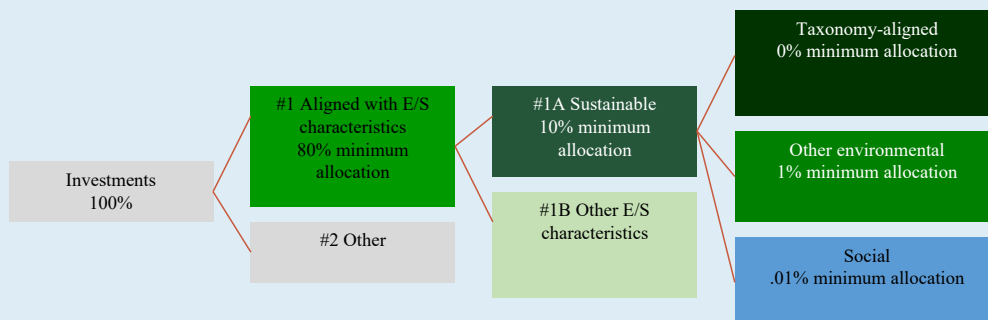 Investments
100%
#1 Aligned with E/S
characteristics
80% minimum
allocation
#2 Other
#1A Sustainable
10% minimum
allocation
#1B Other E/S
characteristics
Taxonomy-aligned
0% minimum allocation
Other environmental
1% minimum allocation
Social
.01% minimum allocation